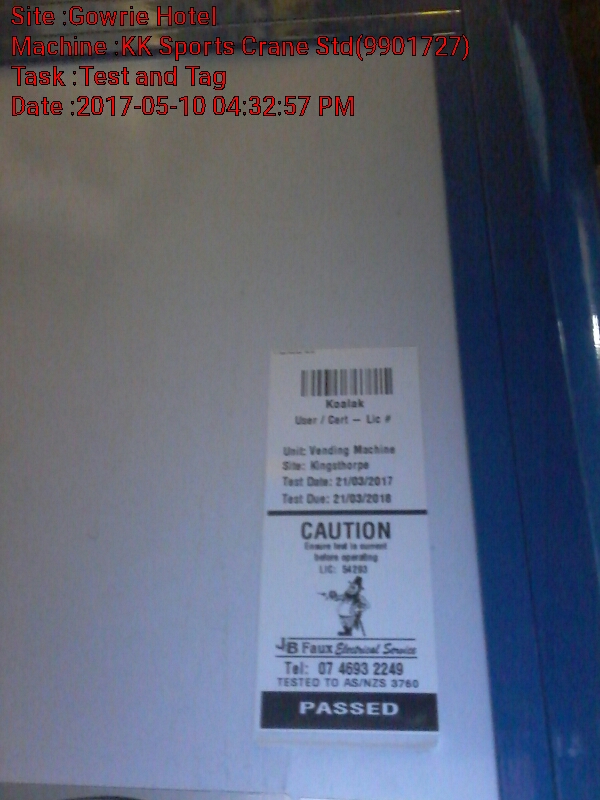 Site :Gowrie Hotel
Machine :KK Sports Crane Std(9901727)
Task :Test and Tag
Date :2017-05-10 04:32:57 PM
Koalak
User / Cert – Lic #
Unit: Vending Machine
Site: Kingsthorpe
Test Date: 21/03/2017
Test Due: 21/03/2018
CAUTION
Ensure test is current
before operating
LIC: 54293
JB Faux Electrical Service
Tel: 07 4693 2249
TESTED TO AS/NZS 3760
PASSED